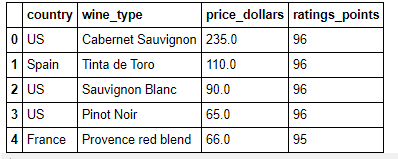 country wine_type price_dollars ratings_points
0 US Cabernet Sauvignon 235.0 96
1 Spain Tinta de Toro 110.0 96
2 US Sauvignon Blanc 90.0 96
3 US Pinot Noir 65.0 96
4 France Provence red blend 66.0 95